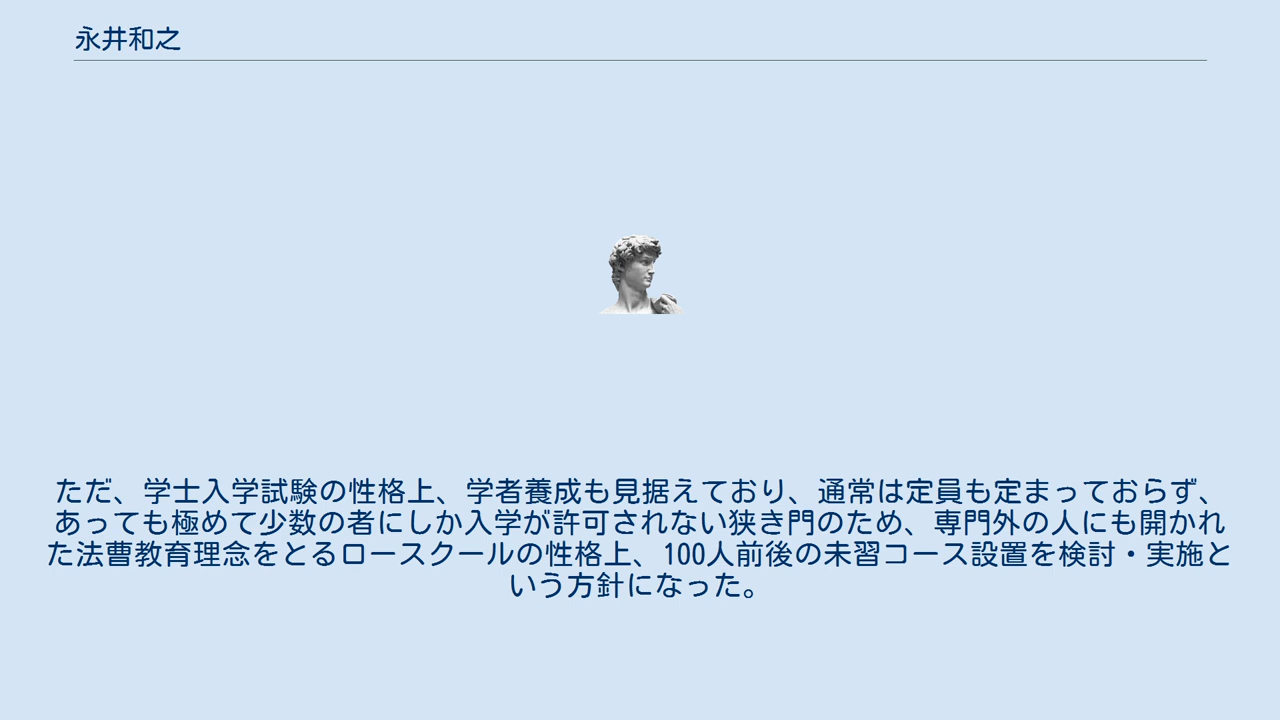 永井和之
ただ、学士入学試験の性格上、学者養成も見据えており、通常は定員も定まっておらず、
あっても極めて少数の者にしか入学が許可されない狭き門のため、専門外の人にも開かれ
た法曹教育理念をとるロースクールの性格上、100人前後の未習コース設置を検討・実施と
いう方針になった。